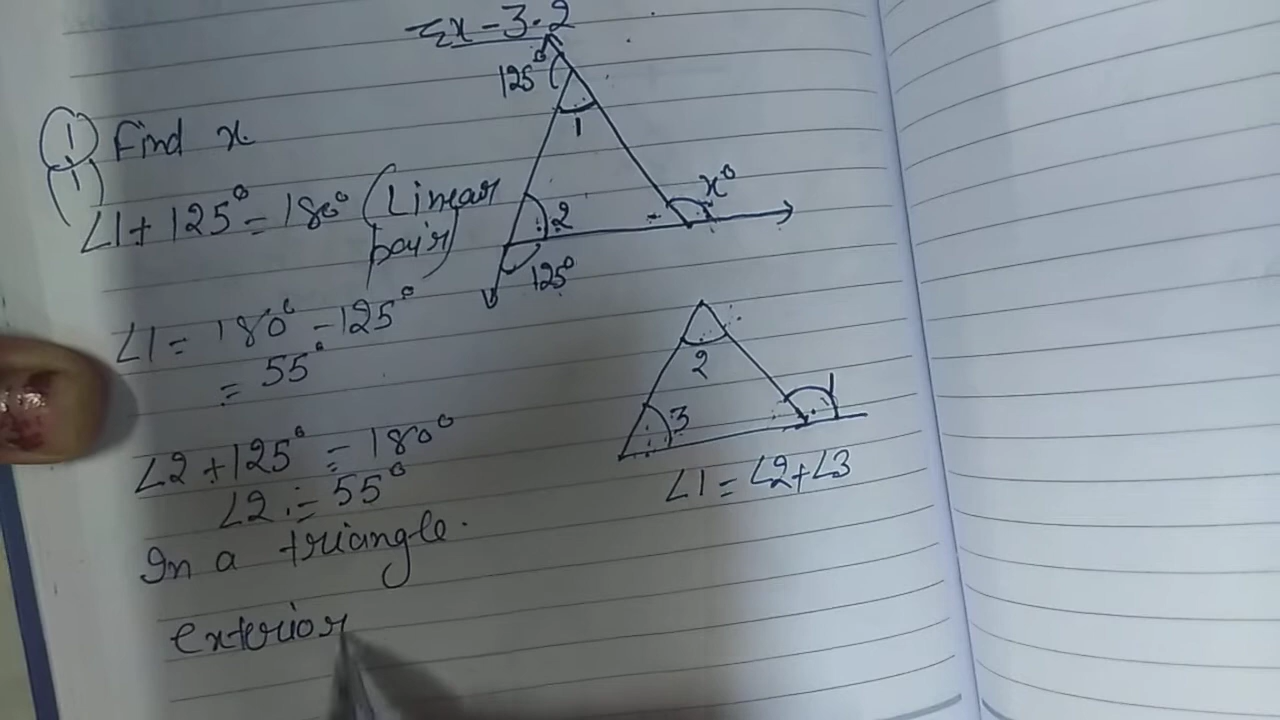 Ex-3.2
① Find x
(i)
∠1+125°=180° (Linear
pair)
∠1=180°-125°
=55°
∠2+125°=180°
∠2=55°
In a triangle.
exterior
125°
1
2
x°
125°
2
3
1
∠1=∠2+∠3